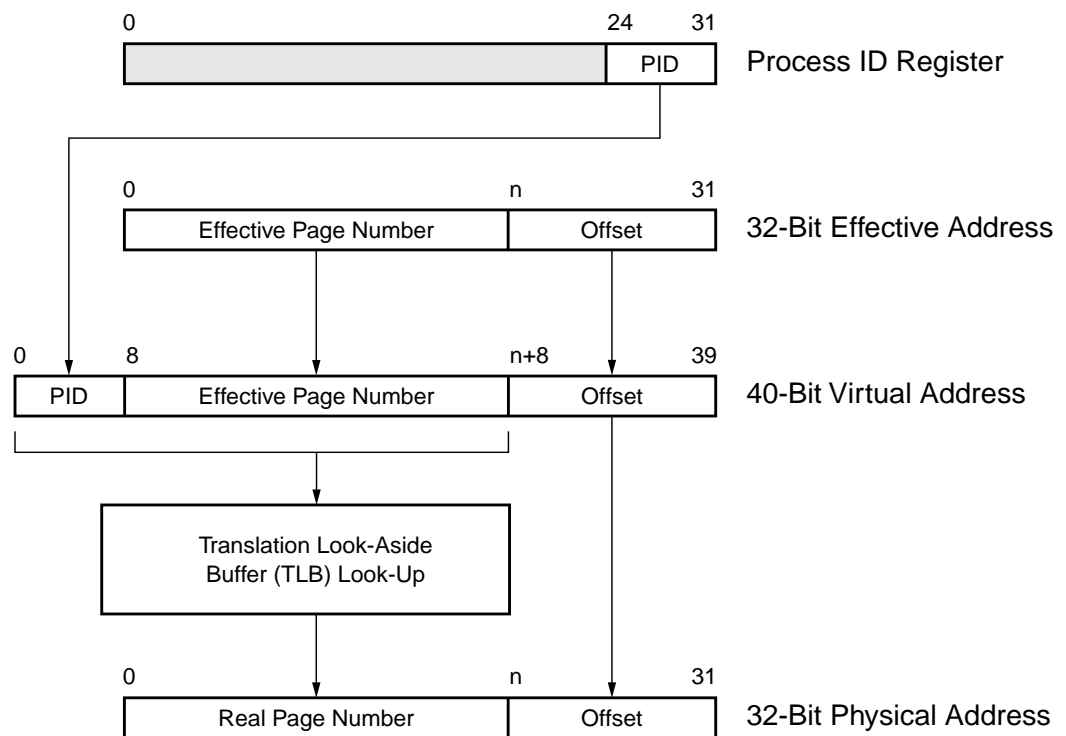 0 24 31
PID Process ID Register
0 n 31
Effective Page Number Offset 32-Bit Effective Address
0 8 n+8 39
PID Effective Page Number Offset 40-Bit Virtual Address
Translation Look-Aside
Buffer (TLB) Look-Up
0 n 31
Real Page Number Offset 32-Bit Physical Address